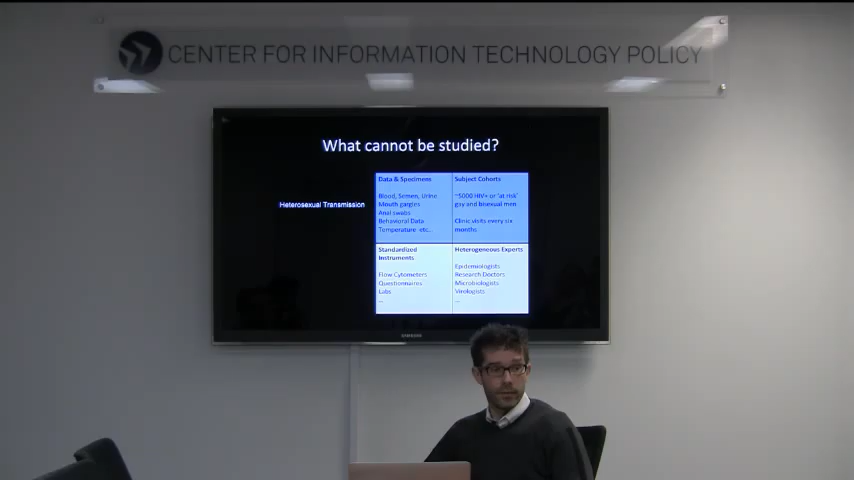 CENTER FOR INFORMATION TECHNOLOGY POLICY
What cannot be studied?
Heterosexual Transmission
Data & Specimens
Blood, Semen, Urine
Mouth gargles
Anal swabs
Behavioral Data
Temperature etc...
Subject Cohorts
~5000 HIV+ or 'at risk'
gay and bisexual men
Clinic visits every six
months
Standardized
Instruments
Flow Cytometers
Questionnaires
Labs
...
Heterogeneous Experts
Epidemiologists
Research Doctors
Microbiologists
Virologists
...
SAMSUNG